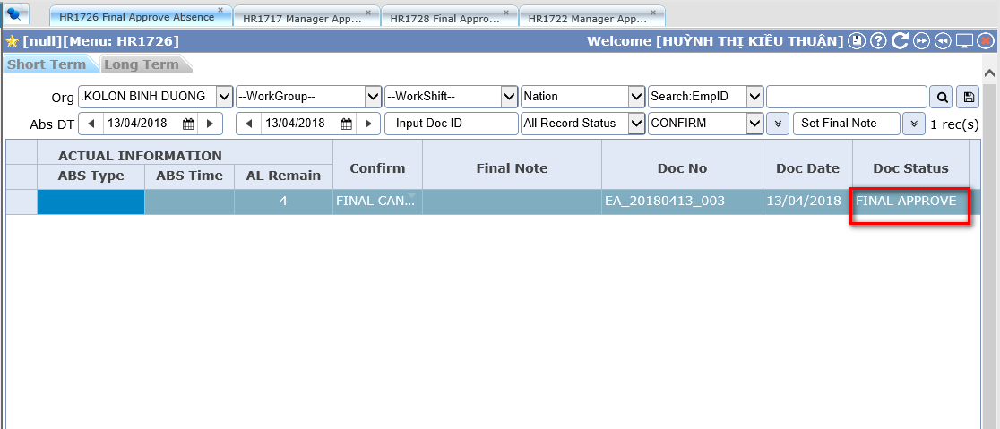 HR1726 Final Approve Absence × HR1717 Manager App... × HR1728 Final Appro... × HR1722 Manager App... ×
[null][Menu: HR1726] Welcome [HUỲNH THỊ KIỀU THUẬN]
Short Term Long Term
Org .KOLON BINH DUONG --WorkGroup-- --WorkShift-- Nation Search:EmpID
Abs DT 13/04/2018 13/04/2018 Input Doc ID All Record Status CONFIRM Set Final Note 1 rec(s)
ACTUAL INFORMATION
ABS Type ABS Time AL Remain Confirm Final Note Doc No Doc Date Doc Status
4 FINAL CAN... EA_20180413_003 13/04/2018 FINAL APPROVE